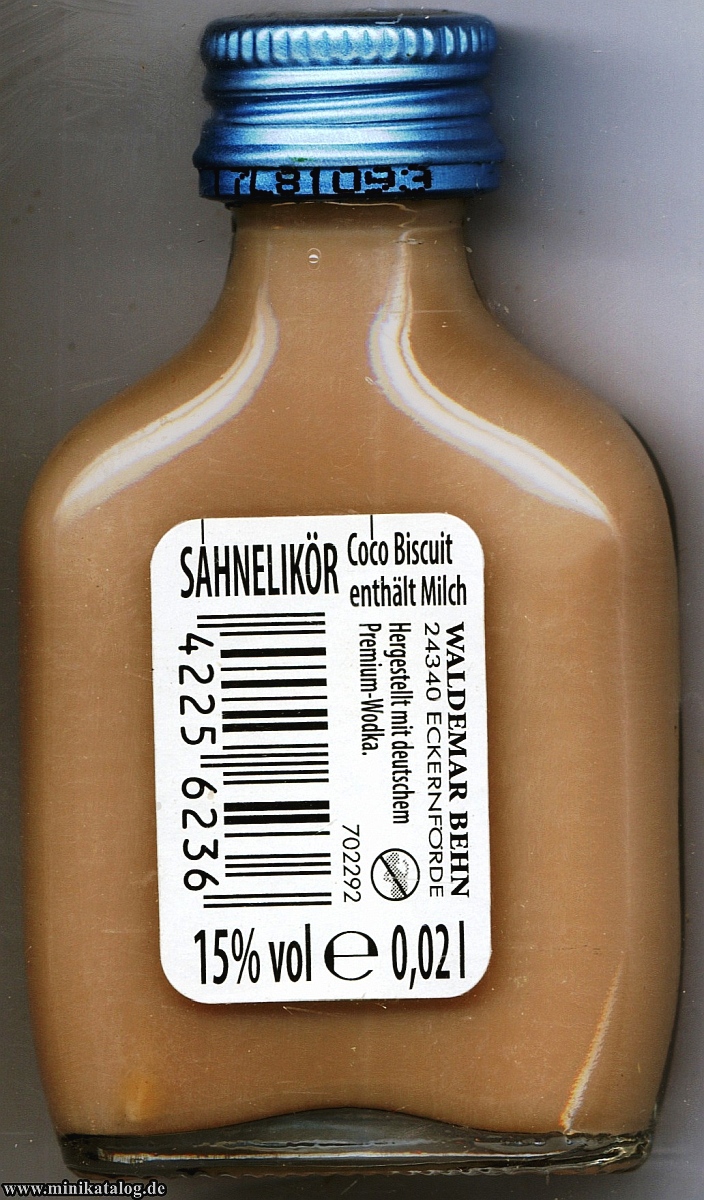 17L81093
SAHNELIKÖR
Coco Biscuit
enthält Milch
WALDEMAR BEHN
24340 ECKERNFÖRDE
Hergestellt mit deutschem
Premium-Wodka.
702292
4225 6236
15% vol e 0,02 l
www.minikatalog.de